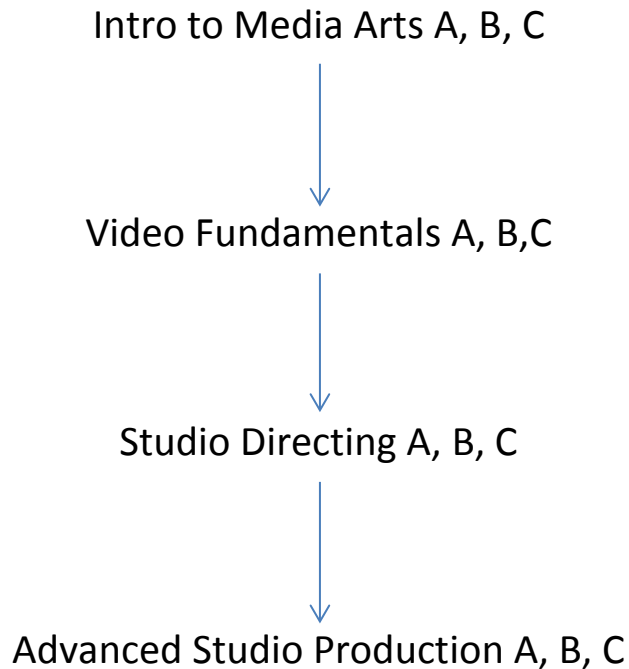 Intro to Media Arts A, B, C
Video Fundamentals A, B,C
Studio Directing A, B, C
Advanced Studio Production A, B, C